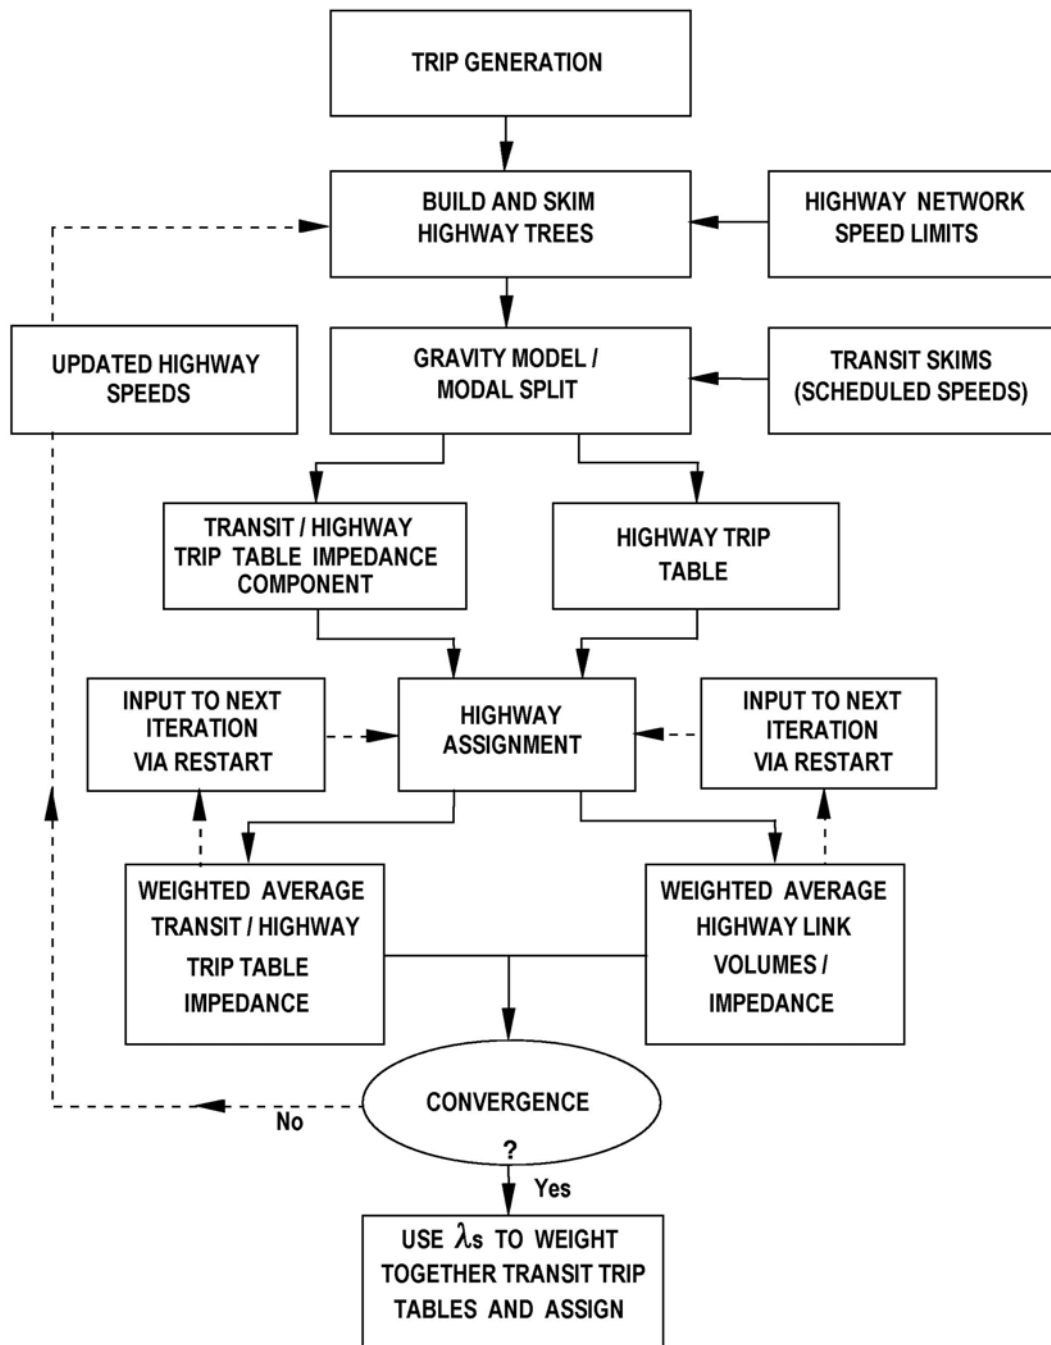 TRIP GENERATION
BUILD AND SKIM
HIGHWAY TREES
HIGHWAY NETWORK
SPEED LIMITS
UPDATED HIGHWAY
SPEEDS
GRAVITY MODEL /
MODAL SPLIT
TRANSIT SKIMS
(SCHEDULED SPEEDS)
TRANSIT / HIGHWAY
TRIP TABLE IMPEDANCE
COMPONENT
HIGHWAY TRIP
TABLE
INPUT TO NEXT
ITERATION
VIA RESTART
HIGHWAY
ASSIGNMENT
INPUT TO NEXT
ITERATION
VIA RESTART
WEIGHTED AVERAGE
TRANSIT / HIGHWAY
TRIP TABLE
IMPEDANCE
WEIGHTED AVERAGE
HIGHWAY LINK
VOLUMES /
IMPEDANCE
CONVERGENCE
?
No
Yes
USE λs TO WEIGHT
TOGETHER TRANSIT TRIP
TABLES AND ASSIGN